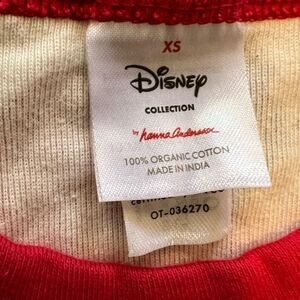 XS
Disney
COLLECTION
by hanna Andersson
100% ORGANIC COTTON
MADE IN INDIA
OT-036270